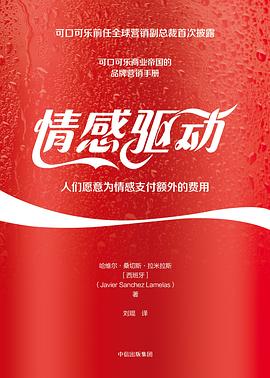 可口可乐前任全球营销副总裁首次披露
可口可乐商业帝国的
品牌营销手册
情感驱动
人们愿意为情感支付额外的费用
哈维尔·桑切斯·拉米拉斯
[西班牙]
(Javier Sanchez Lamelas)
著
刘琨 译
中信出版集团